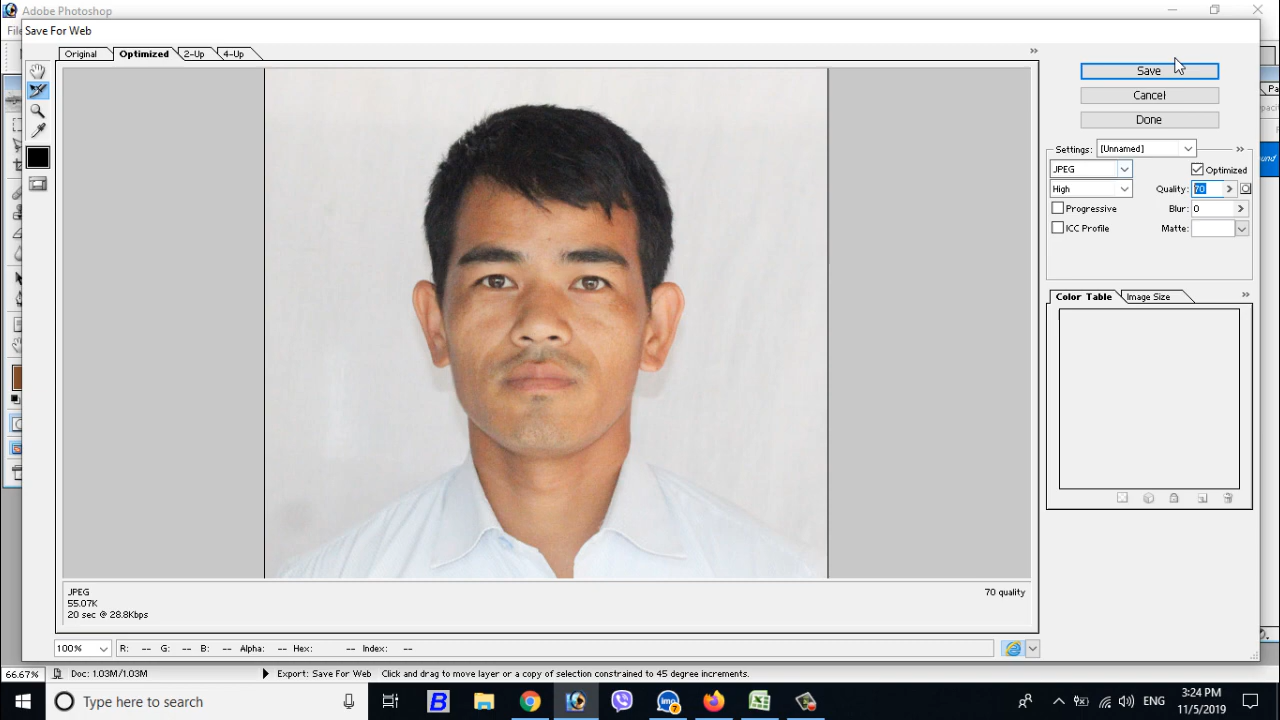 Adobe Photoshop
Save For Web
Original Optimized 2-Up 4-Up
Save
Cancel
Done
Settings: [Unnamed]
JPEG Optimized
High Quality: 70
Progressive Blur: 0
ICC Profile Matte:
Color Table Image Size
JPEG
55.07K
20 sec @ 28.8Kbps
70 quality
100% R: -- G: -- B: -- Alpha: -- Hex: -- Index: --
66.67% Doc: 1.03M/1.03M Export: Save For Web Click and drag to move layer or a copy of selection constrained to 45 degree increments.
Type here to search
ENG
3:24 PM
11/5/2019